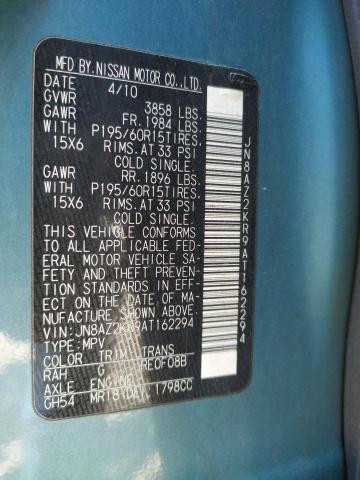 MFD BY.NISSAN MOTOR CO.,LTD.
DATE 4/10
GVWR 3858 LBS.
GAWR FR.1984 LBS.
WITH P195/60R15TIRES,
15X6 RIMS.AT 33 PSI
COLD SINGLE.
GAWR RR.1896 LBS.
WITH P195/60R15TIRES,
15X6 RIMS.AT 33 PSI
COLD SINGLE.
THIS VEHICLE CONFORMS
TO ALL APPLICABLE FED-
ERAL MOTOR VEHICLE SA-
FETY AND THEFT PREVEN-
TION STANDARDS IN EFF-
ECT ON THE DATE OF MA-
NUFACTURE SHOWN ABOVE.
VIN:JN8AZ2KR9AT162294
TYPE:MPV
COLOR TRIM TRANS
RAH G RE0F08B
AXLE ENGINE
GH54 1798CC
JN8AZ2KR9AT162294